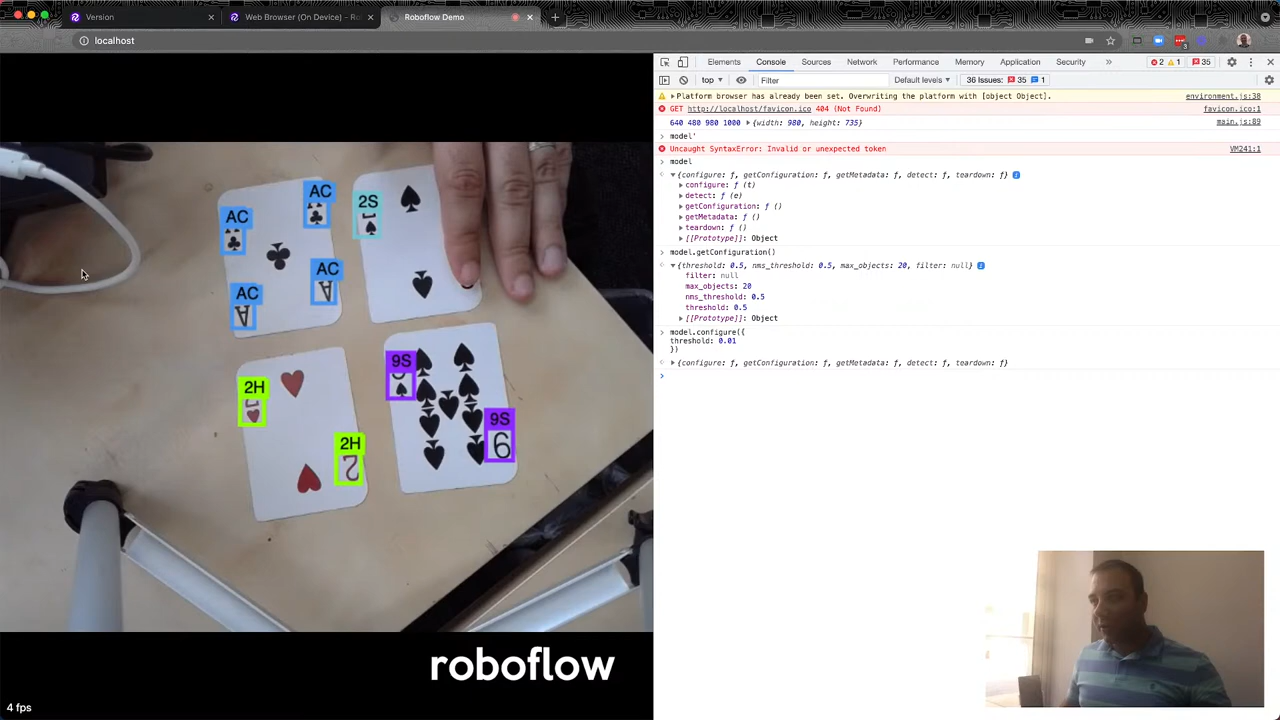 Version
Web Browser (On Device) - Ro
Roboflow Demo
localhost
Elements Console Sources Network Performance Memory Application Security » 2 1 35
top Filter Default levels 36 Issues: 35 1
Platform browser has already been set. Overwriting the platform with [object Object]. environment.js:38
GET http://localhost/favicon.ico 404 (Not Found) favicon.ico:1
640 480 980 1000 {width: 980, height: 735} main.js:89
model'
Uncaught SyntaxError: Invalid or unexpected token VM241:1
model
{configure: ƒ, getConfiguration: ƒ, getMetadata: ƒ, detect: ƒ, teardown: ƒ}
configure: ƒ (t)
detect: ƒ (e)
getConfiguration: ƒ ()
getMetadata: ƒ ()
teardown: ƒ ()
[[Prototype]]: Object
model.getConfiguration()
{threshold: 0.5, nms_threshold: 0.5, max_objects: 20, filter: null}
filter: null
max_objects: 20
nms_threshold: 0.5
threshold: 0.5
[[Prototype]]: Object
model.configure({
threshold: 0.01
})
{configure: ƒ, getConfiguration: ƒ, getMetadata: ƒ, detect: ƒ, teardown: ƒ}
AC
AC
2S
AC
AC
A
A
9S
2H
9S
9
2H
2
roboflow
4 fps